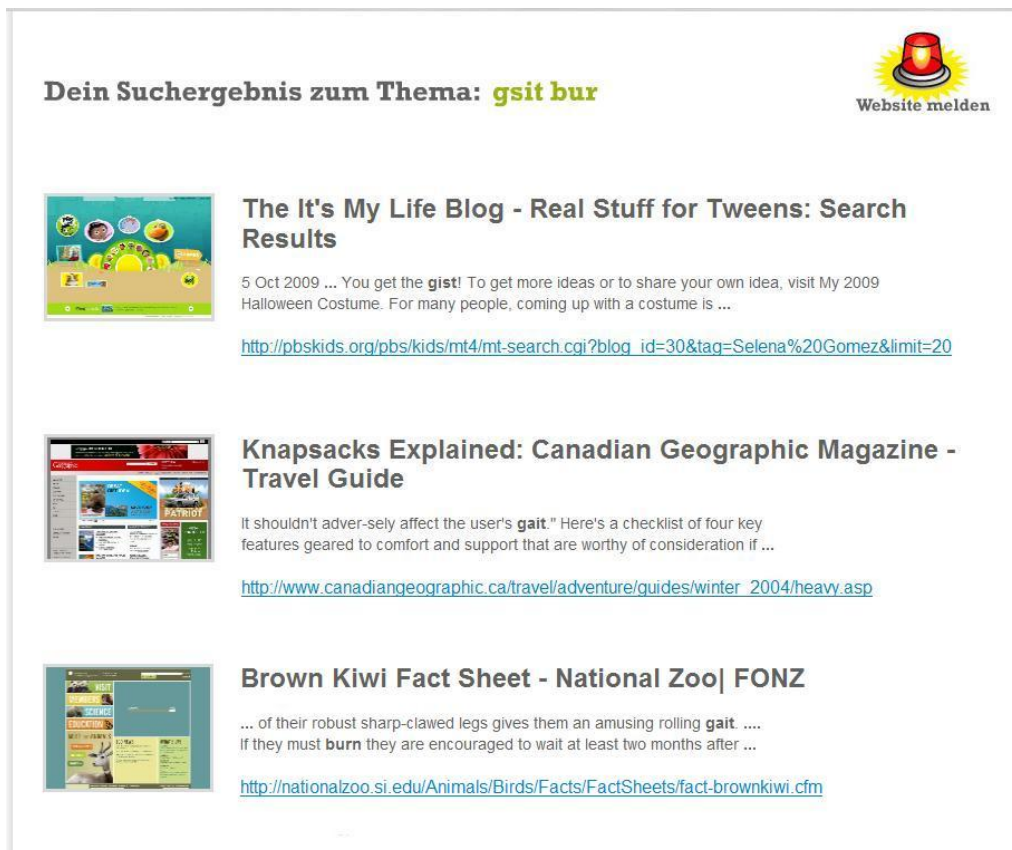 Dein Suchergebnis zum Thema: gsit bur
Website melden
The It's My Life Blog - Real Stuff for Tweens: Search
Results
5 Oct 2009 ... You get the gist! To get more ideas or to share your own idea, visit My 2009
Halloween Costume. For many people, coming up with a costume is ...
http://pbskids.org/pbs/kids/mt4/mt-search.cgi?blog_id=30&tag=Selena%20Gomez&limit=20
Knapsacks Explained: Canadian Geographic Magazine -
Travel Guide
PATRIOT
It shouldn't adver-sely affect the user's gait." Here's a checklist of four key
features geared to comfort and support that are worthy of consideration if ...
http://www.canadiangeographic.ca/travel/adventure/guides/winter_2004/heavy.asp
Brown Kiwi Fact Sheet - National Zoo| FONZ
VISIT
SCIENCE
EDUCATION
... of their robust sharp-clawed legs gives them an amusing rolling gait. ....
If they must burn they are encouraged to wait at least two months after ...
http://nationalzoo.si.edu/Animals/Birds/Facts/FactSheets/fact-brownkiwi.cfm